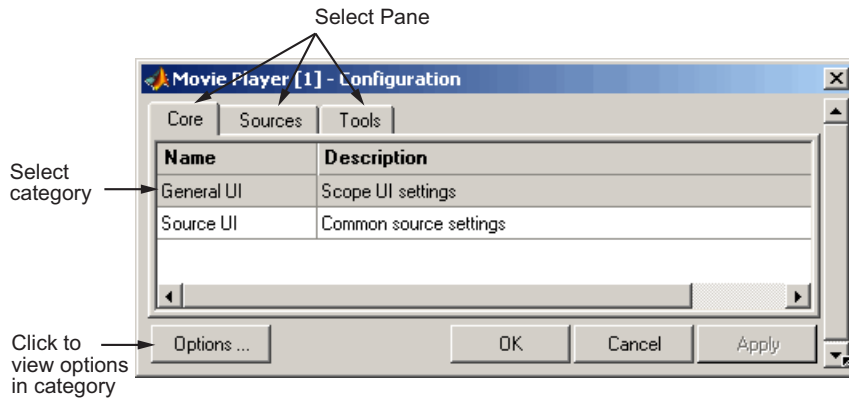 Select Pane
Movie Player [1] - Configuration
Core Sources Tools
Name Description
Select
category
General UI Scope UI settings
Source UI Common source settings
Click to
view options
in category
Options ... OK Cancel Apply